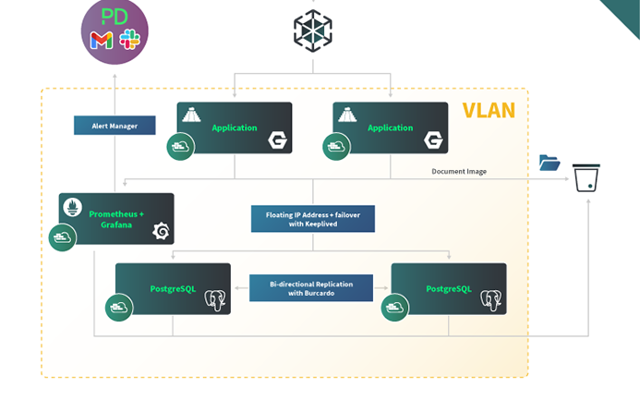 PD
VLAN
Application
Application
Alert Manager
Document Image
Prometheus +
Grafana
Floating IP Address + failover
with Keeplived
PostgreSQL
Bi-directional Replication
with Burcardo
PostgreSQL